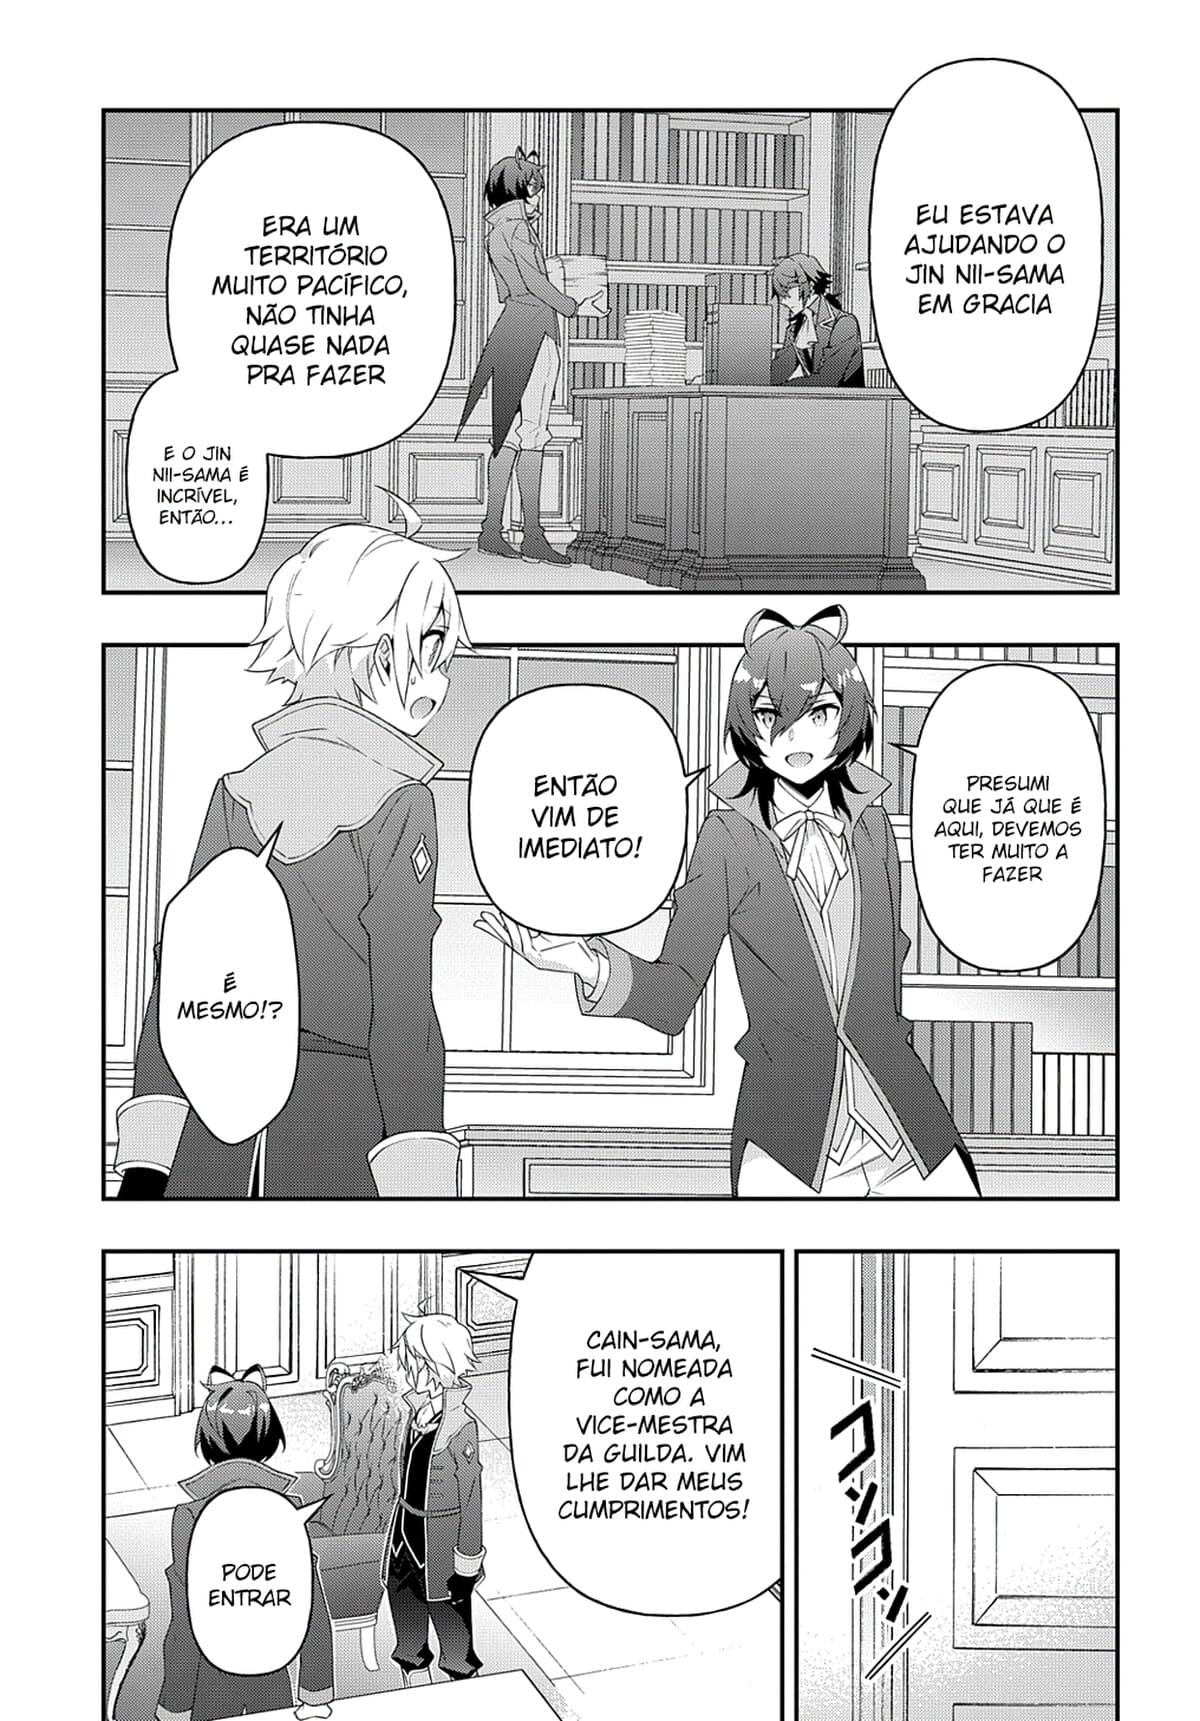 EU ESTAVA
AJUDANDO O
JIN NII-SAMA
EM GRACIA
ERA UM
TERRITÓRIO
MUITO PACÍFICO,
NÃO TINHA
QUASE NADA
PRA FAZER
E O JIN
NII-SAMA É
INCRÍVEL,
ENTÃO...
PRESUMI
QUE JÁ QUE É
AQUI, DEVEMOS
TER MUITO A
FAZER
ENTÃO
VIM DE
IMEDIATO!
É
MESMO!?
コンコン
CAIN-SAMA,
FUI NOMEADA
COMO A
VICE-MESTRA
DA GUILDA. VIM
LHE DAR MEUS
CUMPRIMENTOS!
PODE
ENTRAR